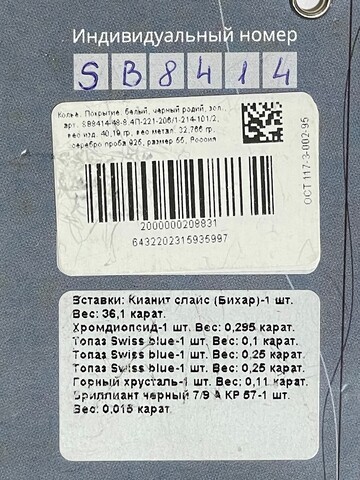 Индивидуальный номер
SB8414
Колье. Покрытие: белый, черный родий, зол...
арт. SB8414-48-8.4П-221-206/1-214-101/2,
вес изд. 40,19 гр, вес метал. 32,766 гр,
серебро проба 925, размер 55, Россия
ОСТ 117-3-002-95
2000000208831
6432202315935997
Вставки: Кианит слайс (Бихар)-1 шт.
Вес: 36,1 карат.
Хромдиопсид-1 шт. Вес: 0,295 карат.
Топаз Swiss blue-1 шт. Вес: 0,1 карат.
Топаз Swiss blue-1 шт. Вес: 0,25 карат.
Топаз Swiss blue-1 шт. Вес: 0,25 карат.
Горный хрусталь-1 шт. Вес: 0,11 карат.
Бриллиант черный 7/9 А КР 57-1 шт.
Вес: 0,015 карат